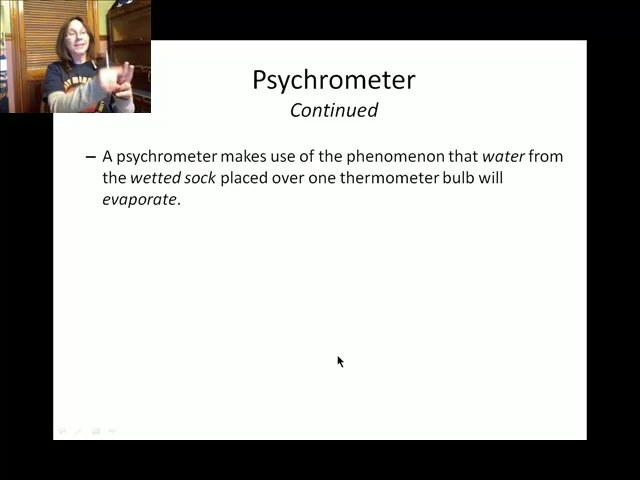 Psychrometer
Continued
– A psychrometer makes use of the phenomenon that water from
the wetted sock placed over one thermometer bulb will
evaporate.